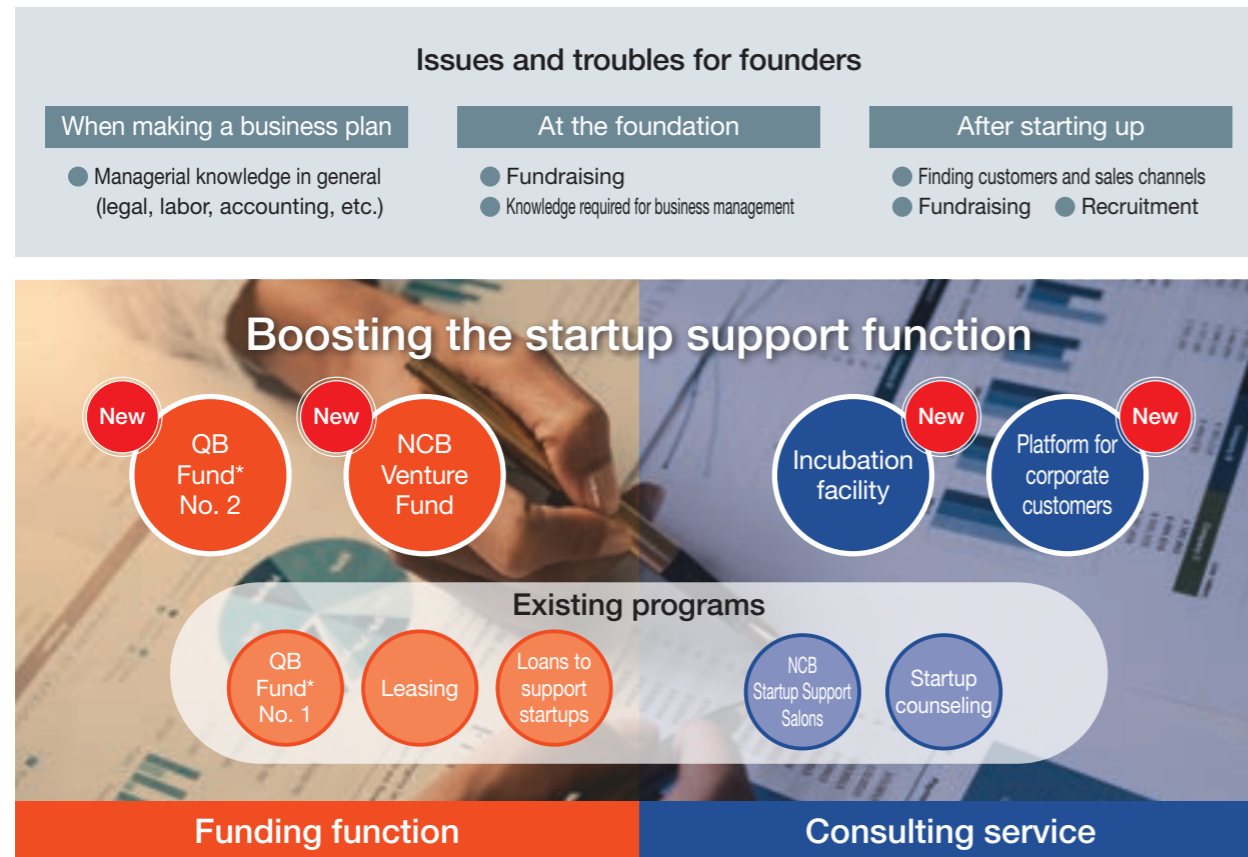 Issues and troubles for founders
When making a business plan
Managerial knowledge in general
(legal, labor, accounting, etc.)
At the foundation
Fundraising
Knowledge required for business management
After starting up
Finding customers and sales channels
Fundraising
Recruitment
Boosting the startup support function
New
QB
Fund*
No. 2
New
NCB
Venture
Fund
Incubation
facility
New
Platform for
corporate
customers
New
Existing programs
QB
Fund*
No. 1
Leasing
Loans to
support
startups
NCB
Startup Support
Salons
Startup
counseling
Funding function
Consulting service